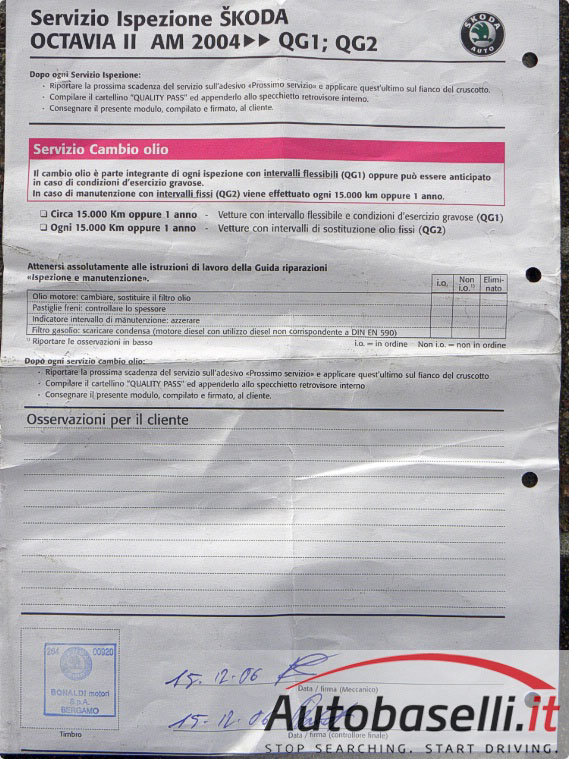 Servizio Ispezione ŠKODA
OCTAVIA II AM 2004▶▶ QG1; QG2
ŠKODA
AUTO
Dopo ogni Servizio Ispezione:
· Riportare la prossima scadenza del servizio sull'adesivo «Prossimo servizio» e applicare quest'ultimo sul fianco del cruscotto.
· Compilare il cartellino "QUALITY PASS" ed appenderlo allo specchietto retrovisore interno.
· Consegnare il presente modulo, compilato e firmato, al cliente.
Servizio Cambio olio
Il cambio olio è parte integrante di ogni ispezione con intervalli flessibili (QG1) oppure può essere anticipato
in caso di condizioni d'esercizio gravose.
In caso di manutenzione con intervalli fissi (QG2) viene effettuato ogni 15.000 km oppure 1 anno.
❏ Circa 15.000 Km oppure 1 anno - Vetture con intervallo flessibile e condizioni d'esercizio gravose (QG1)
❏ Ogni 15.000 Km oppure 1 anno - Vetture con intervalli di sostituzione olio fissi (QG2)
Attenersi assolutamente alle istruzioni di lavoro della Guida riparazioni
«Ispezione e manutenzione».
i.o. Non i.o.¹⁾ Elimi-nato
Olio motore: cambiare, sostituire il filtro olio
Pastiglie freni: controllare lo spessore
Indicatore intervallo di manutenzione: azzerare
Filtro gasolio: scaricare condensa (motore diesel con utilizzo diesel non corrispondente a DIN EN 590)
¹⁾ Riportare le osservazioni in basso i.o. = in ordine Non i.o. = non in ordine
Dopo ogni servizio cambio olio:
· Riportare la prossima scadenza del servizio sull'adesivo «Prossimo servizio» e applicare quest'ultimo sul fianco del cruscotto
· Compilare il cartellino "QUALITY PASS" ed appenderlo allo specchietto retrovisore interno
· Consegnare il presente modulo, compilato e firmato, al cliente.
Osservazioni per il cliente
264 00920
BONALDI motori
S.p.A.
BERGAMO
Timbro
15.12.06
Data / firma (Meccanico)
15.12.06
Data / firma (controllore finale)
Autobaselli.it
STOP SEARCHING. START DRIVING.